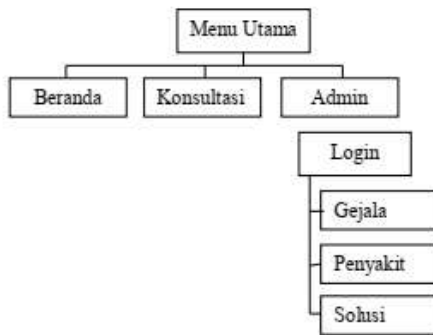 Menu Utama
Beranda
Konsultasi
Admin
Login
Gejala
Penyakit
Solusi